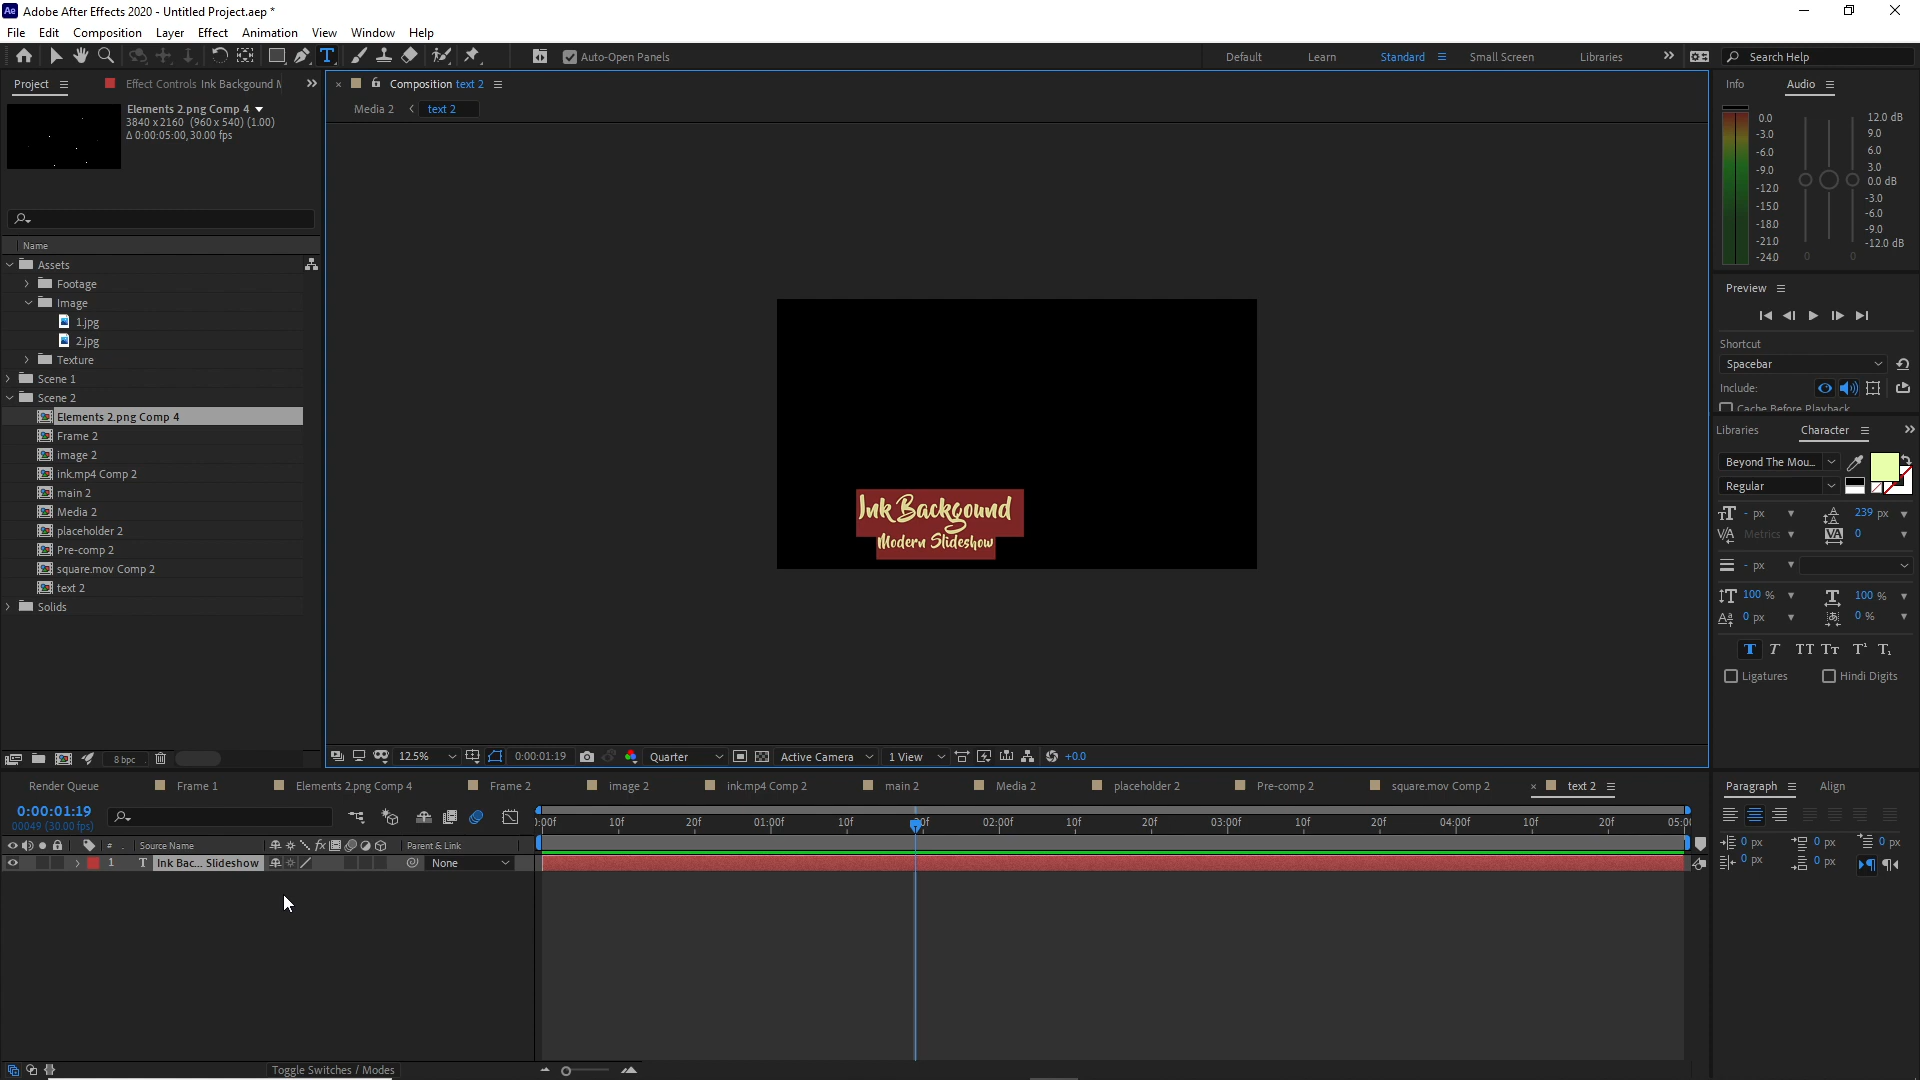 Adobe After Effects 2020 - Untitled Project.aep *
File Edit Composition Layer Effect Animation View Window Help
Auto-Open Panels
Default Learn Standard Small Screen Libraries
Search Help
Project
Effect Controls Ink Backgound
Elements 2.png Comp 4
3840 x 2160 (960 x 540) (1.00)
Δ 0:00:05:00, 30.00 fps
Name
Assets
Footage
Image
1.jpg
2.jpg
Texture
Scene 1
Scene 2
Elements 2.png Comp 4
Frame 2
image 2
ink.mp4 Comp 2
main 2
Media 2
placeholder 2
Pre-comp 2
square.mov Comp 2
text 2
Solids
8 bpc
Composition text 2
Media 2 text 2
Ink Backgound
Modern Slideshow
12.5% 0:00:01:19 Quarter Active Camera 1 View +0.0
Info Audio
0.0
-3.0
-6.0
-9.0
-12.0
-15.0
-18.0
-21.0
-24.0
12.0 dB
9.0
6.0
3.0
0.0 dB
-3.0
-6.0
-9.0
-12.0 dB
0 0
Preview
Shortcut
Spacebar
Include:
Cache Before Playback
Libraries Character
Beyond The Mou...
Regular
- px 239 px
Metrics 0
- px
100 % 100 %
0 px 0 %
Ligatures Hindi Digits
Render Queue Frame 1 Elements 2.png Comp 4 Frame 2 image 2 ink.mp4 Comp 2 main 2 Media 2 placeholder 2 Pre-comp 2 square.mov Comp 2 text 2
0:00:01:19
00049 (30.00 fps)
:00f 10f 20f 01:00f 10f 20f 02:00f 10f 20f 03:00f 10f 20f 04:00f 10f 20f 05:0
# Source Name Parent & Link
1 T Ink Bac... Slideshow None
Toggle Switches / Modes
Paragraph Align
0 px 0 px 0 px
0 px 0 px